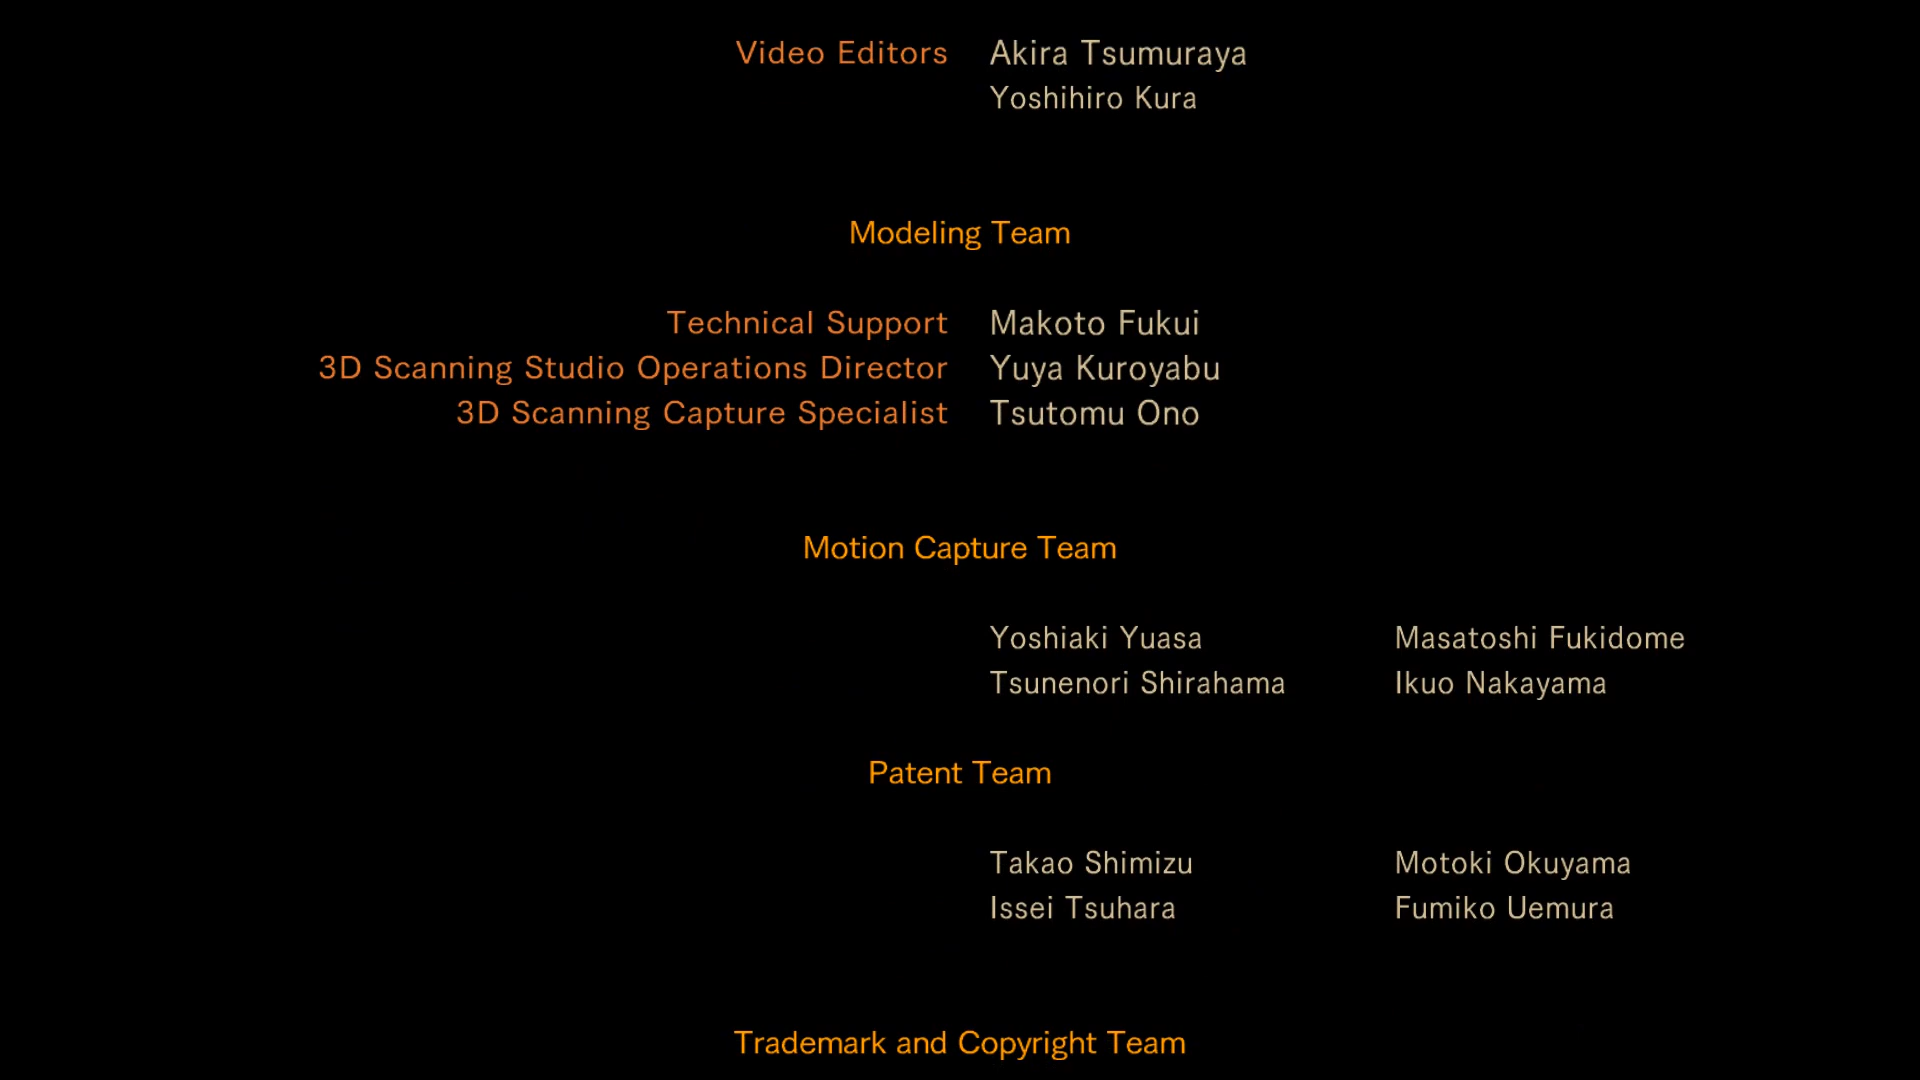 Video Editors Akira Tsumuraya
Yoshihiro Kura
Modeling Team
Technical Support Makoto Fukui
3D Scanning Studio Operations Director Yuya Kuroyabu
3D Scanning Capture Specialist Tsutomu Ono
Motion Capture Team
Yoshiaki Yuasa Masatoshi Fukidome
Tsunenori Shirahama Ikuo Nakayama
Patent Team
Takao Shimizu Motoki Okuyama
Issei Tsuhara Fumiko Uemura
Trademark and Copyright Team